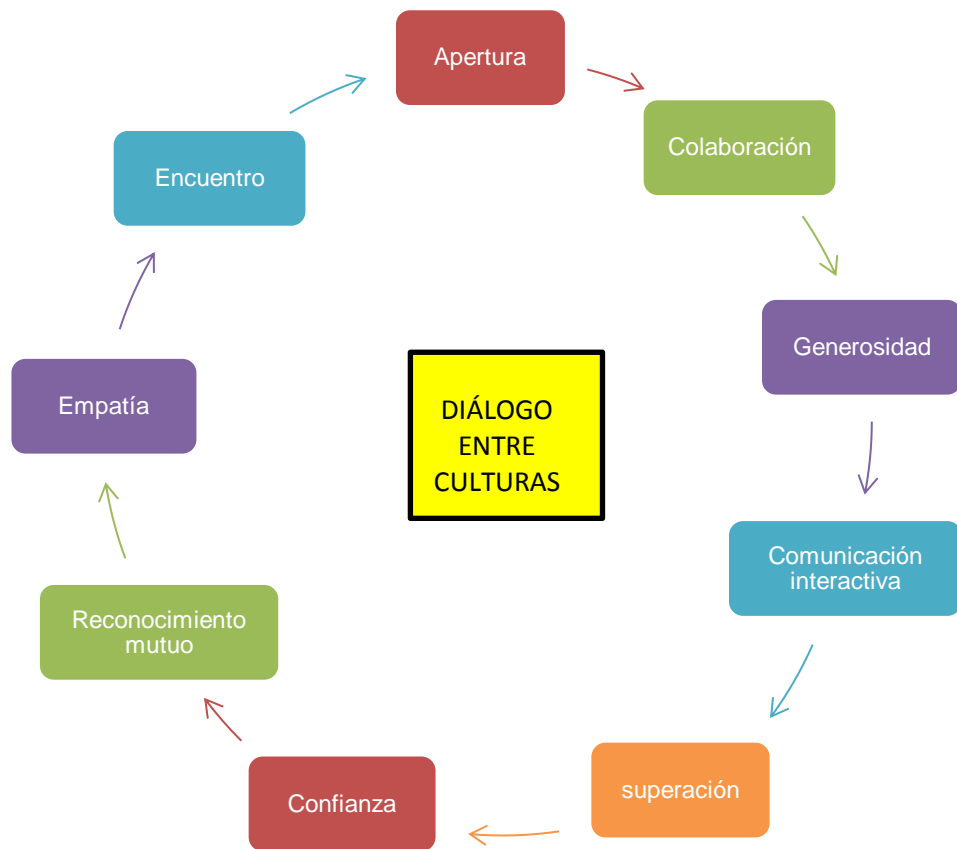 Apertura
Colaboración
Generosidad
Comunicación
interactiva
superación
Confianza
Reconocimiento
mutuo
Empatía
Encuentro
DIÁLOGO
ENTRE
CULTURAS